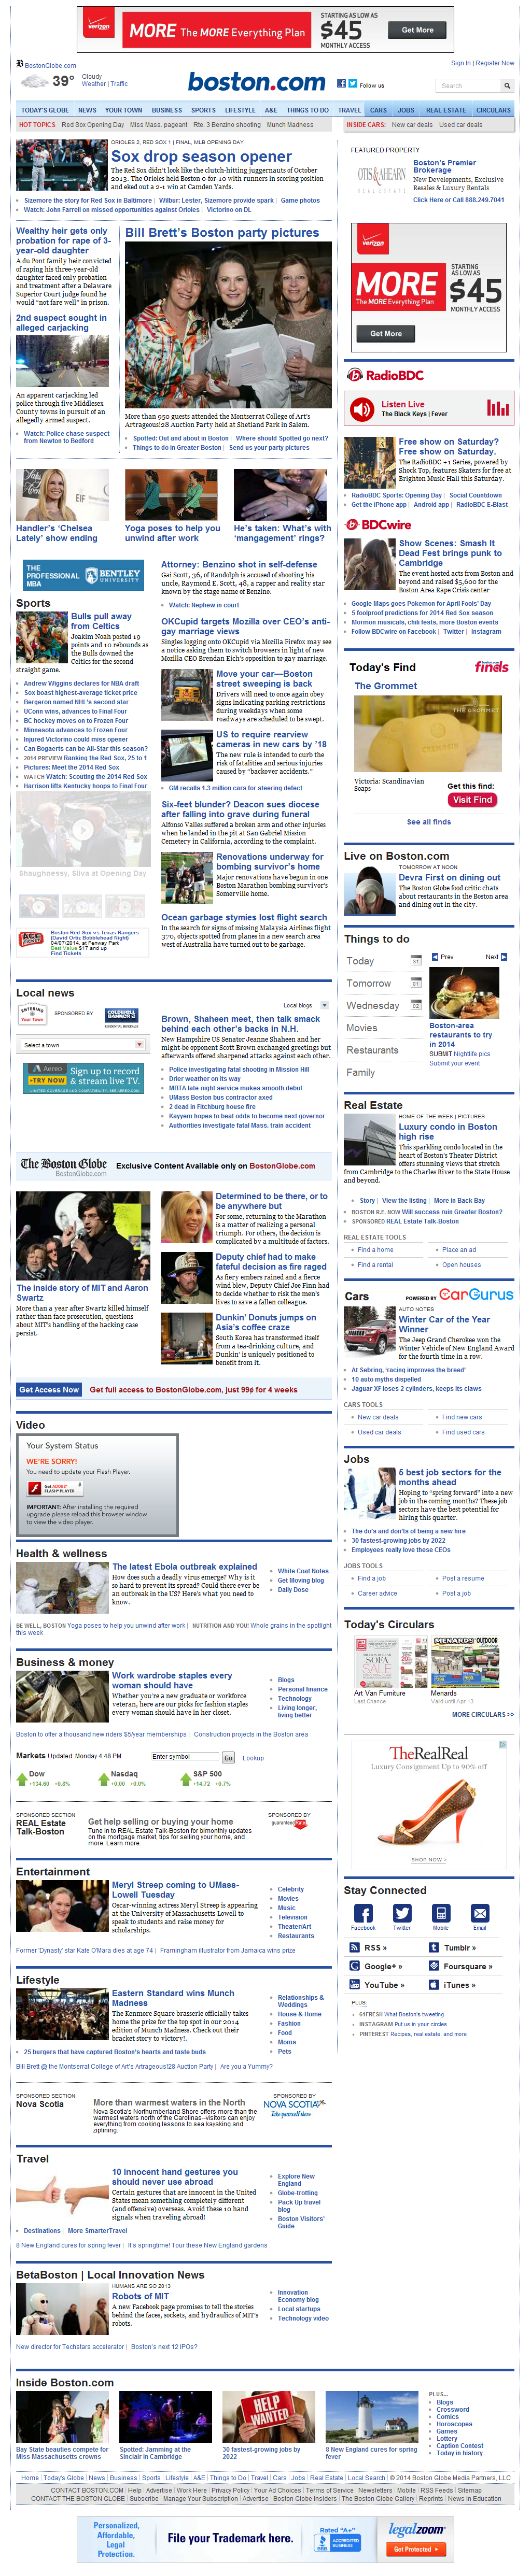 verizon
MORE THE MORE EVERYTHING PLAN
STARTING AS LOW AS
$45
MONTHLY ACCESS
Get More
BostonGlobe.com
Sign In | Register Now
39°
Cloudy
Weather | Traffic
boston.com
Follow us
Search
TODAY'S GLOBE NEWS YOUR TOWN BUSINESS SPORTS LIFESTYLE A&E THINGS TO DO TRAVEL CARS JOBS REAL ESTATE CIRCULARS
HOT TOPICS Red Sox Opening Day Miss Mass. pageant Rte. 3 Benzino shooting Munch Madness
INSIDE CARS: New car deals Used car deals
ORIOLES 2, RED SOX 1 | FINAL, MLB OPENING DAY
Sox drop season opener
The Red Sox didn't look like the clutch-hitting juggernauts of October
2013. The Orioles held Boston 0-for-10 with runners in scoring position
and eked out a 2-1 win at Camden Yards.
Sizemore the story for Red Sox in Baltimore | Wilbur: Lester, Sizemore provide spark | Game photos
Watch: John Farrell on missed opportunities against Orioles | Victorino on DL
Wealthy heir gets only
probation for rape of 3-
year-old daughter
A du Pont family heir convicted
of raping his three-year-old
daughter faced only probation
and treatment after a Delaware
Superior Court judge found he
would "not fare well" in prison.
2nd suspect sought in
alleged carjacking
An apparent carjacking led
police through five Middlesex
County towns in pursuit of an
allegedly armed suspect.
Watch: Police chase suspect
from Newton to Bedford
Bill Brett's Boston party pictures
More than 950 guests attended the Montserrat College of Art's
Artrageous!28 Auction Party held at Shetland Park in Salem.
Spotted: Out and about in Boston | Where should Spotted go next?
Things to do in Greater Boston | Send us your party pictures
Handler's 'Chelsea
Lately' show ending
Yoga poses to help you
unwind after work
He's taken: What's with
'mangagement' rings?
THE
PROFESSIONAL
MBA
BENTLEY
UNIVERSITY
Sports
Bulls pull away
from Celtics
Joakim Noah posted 19
points and 10 rebounds as
the Bulls downed the
Celtics for the second
straight game.
Andrew Wiggins declares for NBA draft
Sox boast highest-average ticket price
Bergeron named NHL's second star
UConn wins, advances to Final Four
BC hockey moves on to Frozen Four
Minnesota advances to Frozen Four
Injured Victorino could miss opener
Can Bogaerts can be All-Star this season?
2014 PREVIEW Ranking the Red Sox, 25 to 1
Pictures: Meet the 2014 Red Sox
WATCH Watch: Scouting the 2014 Red Sox
Harrison lifts Kentucky hoops to Final Four
Shaughnessy, Silva at Opening Day
Boston Red Sox vs Texas Rangers
(David Ortiz Bobblehead Night)
04/07/2014, at Fenway Park
Best Value $17 and up
Find Tickets
Attorney: Benzino shot in self-defense
Gai Scott, 36, of Randolph is accused of shooting his
uncle, Raymond E. Scott, 48, a rapper and reality star
known by the stage name of Benzino.
Watch: Nephew in court
OKCupid targets Mozilla over CEO's anti-
gay marriage views
Singles logging onto OKCupid via Mozilla Firefox may see
a notice asking them to switch browsers in light of new
Mozilla CEO Brendan Eich's opposition to gay marriage.
Move your car—Boston
street sweeping is back
Drivers will need to once again obey
signs indicating parking restrictions
during weekdays when some
roadways are scheduled to be swept.
US to require rearview
cameras in new cars by '18
The new rule is intended to curb the
risk of fatalities and serious injuries
caused by "backover accidents."
GM recalls 1.3 million cars for steering defect
Six-feet blunder? Deacon sues diocese
after falling into grave during funeral
Alfonso Valles suffered a broken arm and other injuries
when he landed in the pit at San Gabriel Mission
Cemetery in California, according to the complaint.
Renovations underway for
bombing survivor's home
Major renovations have begun in one
Boston Marathon bombing survivor's
Somerville home.
Ocean garbage stymies lost flight search
In the search for signs of missing Malaysia Airlines flight
370, objects spotted from planes in a new search area
west of Australia have turned out to be garbage.
Local news
ENTERING
Your Town
SPONSORED BY
COLDWELL BANKER
Select a town
Aereo
TRY NOW
Sign up to record
& stream live TV.
Local blogs
Brown, Shaheen meet, then talk smack
behind each other's backs in N.H.
New Hampshire US Senator Jeanne Shaheen and her
might-be opponent Scott Brown exchanged greetings but
afterwards offered sharpened attacks against each other.
Police investigating fatal shooting in Mission Hill
Drier weather on its way
MBTA late-night service makes smooth debut
UMass Boston bus contractor axed
2 dead in Fitchburg house fire
Kayyem hopes to beat odds to become next governor
Authorities investigate fatal Mass. train accident
The Boston Globe
BostonGlobe.com
Exclusive Content Available only on BostonGlobe.com
The inside story of MIT and Aaron
Swartz
More than a year after Swartz killed himself
rather than face prosecution, questions
about MIT's handling of the hacking case
persist.
Determined to be there, or to
be anywhere but
For some, returning to the Marathon
is a matter of realizing a personal
triumph. For others, the decision is
complicated by a multitude of factors.
Deputy chief had to make
fateful decision as fire raged
As fiery embers rained and a fierce
wind blew, Deputy Chief Joe Finn had
to decide whether to risk the men's
lives to save a fallen colleague.
Dunkin' Donuts jumps on
Asia's coffee craze
South Korea has transformed itself
from a tea-drinking culture, and
Dunkin' is uniquely positioned to
benefit from it.
Get Access Now Get full access to BostonGlobe.com, just 99¢ for 4 weeks
Video
Your System Status
WE'RE SORRY!
You need to update your Flash Player.
Get ADOBE FLASH PLAYER
IMPORTANT: After installing the required
upgrade please reload this browser window
to view the video player.
Health & wellness
The latest Ebola outbreak explained
How does such a deadly virus emerge? Why is
it hard to prevent its spread? Could there ever be
an outbreak in the US? Here's what you need to
know.
White Coat Notes
Get Moving blog
Daily Dose
BE WELL, BOSTON Yoga poses to help you unwind after work | NUTRITION AND YOU! Whole grains in the spotlight
this week
Business & money
Work wardrobe staples every
woman should have
Whether you're a new graduate or workforce
veteran, here are our picks for fashion staples
every woman should have in her closet.
Blogs
Personal finance
Technology
Living longer,
living better
Boston to offer a thousand new riders $5/year memberships | Construction projects in the Boston area
Markets Updated: Monday 4:48 PM
Enter symbol
Go
Lookup
Dow
+134.60 +0.8%
Nasdaq
+0.00 +0.0%
S&P 500
+14.72 +0.7%
SPONSORED SECTION
REAL Estate
Talk-Boston
Get help selling or buying your home
Tune in to REAL Estate Talk-Boston for bimonthly updates
on the mortgage market, tips for selling your home, and
more. Learn more.
SPONSORED BY
Entertainment
Meryl Streep coming to UMass-
Lowell Tuesday
Oscar-winning actress Meryl Streep is appearing
at the University of Massachusetts-Lowell to
speak to students and raise money for
scholarships.
Celebrity
Movies
Music
Television
Theater/Art
Restaurants
Former 'Dynasty' star Kate O'Mara dies at age 74 | Framingham illustrator from Jamaica wins prize
Lifestyle
Eastern Standard wins Munch
Madness
The Kenmore Square brasserie officially takes
home the prize for the top spot in our 2014
edition of Munch Madness. Check out their
bracket story to victory!.
25 burgers that have captured Boston's hearts and taste buds
Relationships &
Weddings
House & Home
Fashion
Food
Moms
Pets
Bill Brett @ the Montserrat College of Art's Artrageous!28 Auction Party | Are you a Yummy?
SPONSORED SECTION
Nova Scotia
More than warmest waters in the North
Nova Scotia's Northumberland Shore offers more than the
warmest waters north of the Carolinas--visitors can enjoy
everything from cooking lessons to sea kayaking and
ziplining.
SPONSORED BY
NOVA SCOTIA
Take yourself there
Travel
10 innocent hand gestures you
should never use abroad
Certain gestures that are innocent in the United
States mean something completely different
(and offensive) overseas. Avoid these 10 hand
signals when traveling abroad!
Destinations | More SmarterTravel
Explore New
England
Globe-trotting
Pack Up travel
blog
Boston Visitors'
Guide
8 New England cures for spring fever | It's springtime! Tour these New England gardens
BetaBoston | Local Innovation News
HUMANS ARE SO 2013
Robots of MIT
A new Facebook page promises to tell the stories
behind the faces, sockets, and hydraulics of MIT's
robots.
Innovation
Economy blog
Local startups
Technology video
New director for Techstars accelerator | Boston's next 12 IPOs?
FEATURED PROPERTY
OTIS & AHEARN
REAL ESTATE
Boston's Premier
Brokerage
New Developments, Exclusive
Resales & Luxury Rentals
Click Here or Call 888.249.7041
verizon
MORE
The MORE Everything Plan
STARTING
AS LOW AS
$45
MONTHLY ACCESS
Get More
RadioBDC
Listen Live
The Black Keys | Fever
Free show on Saturday?
Free show on Saturday.
The RadioBDC +1 Series, powered by
Shock Top, features Skaters for free at
Brighton Music Hall this Saturday.
RadioBDC Sports: Opening Day | Social Countdown
Get the iPhone app | Android app | RadioBDC E-Blast
BDCwire
Show Scenes: Smash It
Dead Fest brings punk to
Cambridge
The event hosted acts from Boston and
beyond and raised $5,600 for the
Boston Area Rape Crisis Center
Google Maps goes Pokemon for April Fools' Day
5 foolproof predictions for 2014 Red Sox season
Mormon musicals, chili fests, more Boston events
Follow BDCwire on Facebook | Twitter | Instagram
Today's Find
finds
The Grommet
THE GROMMET
Victoria: Scandinavian
Soaps
Get this find:
Visit Find
See all finds
Live on Boston.com
TOMORROW AT NOON
Devra First on dining out
The Boston Globe food critic chats
about restaurants in the Boston area
and dining out in the city.
Things to do
Today 31
Tomorrow 01
Wednesday 02
Movies
Restaurants
Family
Prev Next
Boston-area
restaurants to try
in 2014
SUBMIT Nightlife pics
Submit your event
Real Estate
HOME OF THE WEEK | PICTURES
Luxury condo in Boston
high rise
This sparkling condo located in the
heart of Boston's Theater District
offers stunning views that stretch
from Cambridge to the Charles River to the State House
and beyond.
Story | View the listing | More in Back Bay
BOSTON R.E. NOW Will success ruin Greater Boston?
SPONSORED REAL Estate Talk-Boston
REAL ESTATE TOOLS
Find a home Place an ad
Find a rental Open houses
Cars
POWERED BY CarGurus
AUTO NOTES
Winter Car of the Year
Winner
The Jeep Grand Cherokee won the
Winter Vehicle of New England Award
for the fourth time in a row.
At Sebring, 'racing improves the breed'
10 auto myths dispelled
Jaguar XF loses 2 cylinders, keeps its claws
CARS TOOLS
New car deals Find new cars
Used car deals Find used cars
Jobs
5 best job sectors for the
months ahead
Hoping to "spring forward" into a new
job in the coming months? These job
sectors have the best potential for
hiring this quarter.
The do's and don'ts of being a new hire
30 fastest-growing jobs by 2022
Employees really love these CEOs
JOBS TOOLS
Find a job Post a resume
Career advice Post a job
Today's Circulars
SOFA
SALE
MENARDS OUTDOOR
Art Van Furniture
Last Chance
Menards
Valid until Apr 13
MORE CIRCULARS >>
TheRealReal
Luxury Consignment Up to 90% off
SHOP NOW >
Stay Connected
Facebook Twitter Mobile Email
RSS » Tumblr »
Google+ » Foursquare »
YouTube » iTunes »
PLUS:
61FRESH What Boston's tweeting
INSTAGRAM Put us in your circles
PINTEREST Recipes, real estate, and more
Inside Boston.com
Bay State beauties compete for
Miss Massachusetts crowns
Spotted: Jamming at the
Sinclair in Cambridge
HELP
WANTED
30 fastest-growing jobs by
2022
8 New England cures for spring
fever
PLUS...
Blogs
Crossword
Comics
Horoscopes
Games
Lottery
Caption Contest
Today in history
Home | Today's Globe | News | Business | Sports | Lifestyle | A&E | Things to Do | Travel | Cars | Jobs | Real Estate | Local Search | © 2014 Boston Globe Media Partners, LLC
CONTACT BOSTON.COM | Help | Advertise | Work Here | Privacy Policy | Your Ad Choices | Terms of Service | Newsletters | Mobile | RSS Feeds | Sitemap
CONTACT THE BOSTON GLOBE | Subscribe | Manage Your Subscription | Advertise | Boston Globe Insiders | The Boston Globe Gallery | Reprints | News in Education
Personalized,
Affordable,
Legal
Protection.
File your Trademark here.
Rated "A+"
BBB
ACCREDITED
BUSINESS
legalzoom
Get Protected